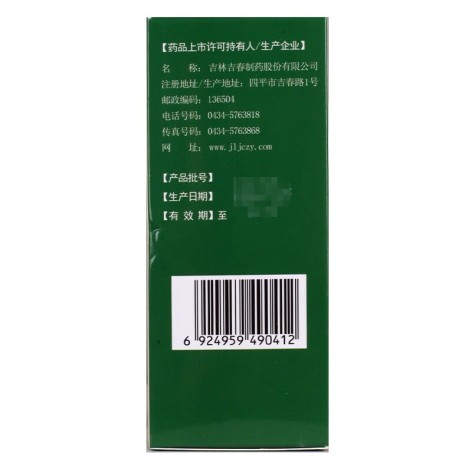 【药品上市许可持有人/生产企业】
名 称：吉林吉春制药股份有限公司
注册地址/生产地址：四平市吉春路1号
邮政编码：136504
电话号码：0434-5763818
传真号码：0434-5763868
网 址：www.jljczy.com
【产品批号】
【生产日期】
【有 效 期】至
6 924959 490412